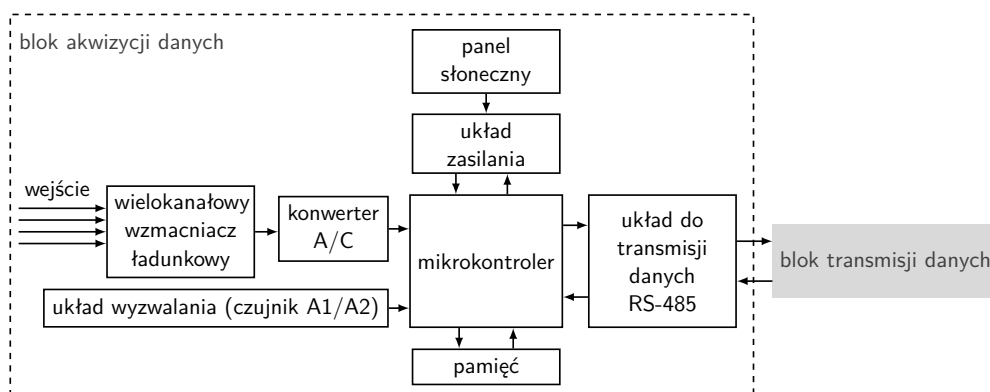 blok akwizycji danych
panel
słoneczny
układ
zasilania
wejście
wielokanałowy
wzmacniacz
ładunkowy
konwerter
A/C
mikrokontroler
układ do
transmisji
danych
RS-485
blok transmisji danych
układ wyzwalania (czujnik A1/A2)
pamięć